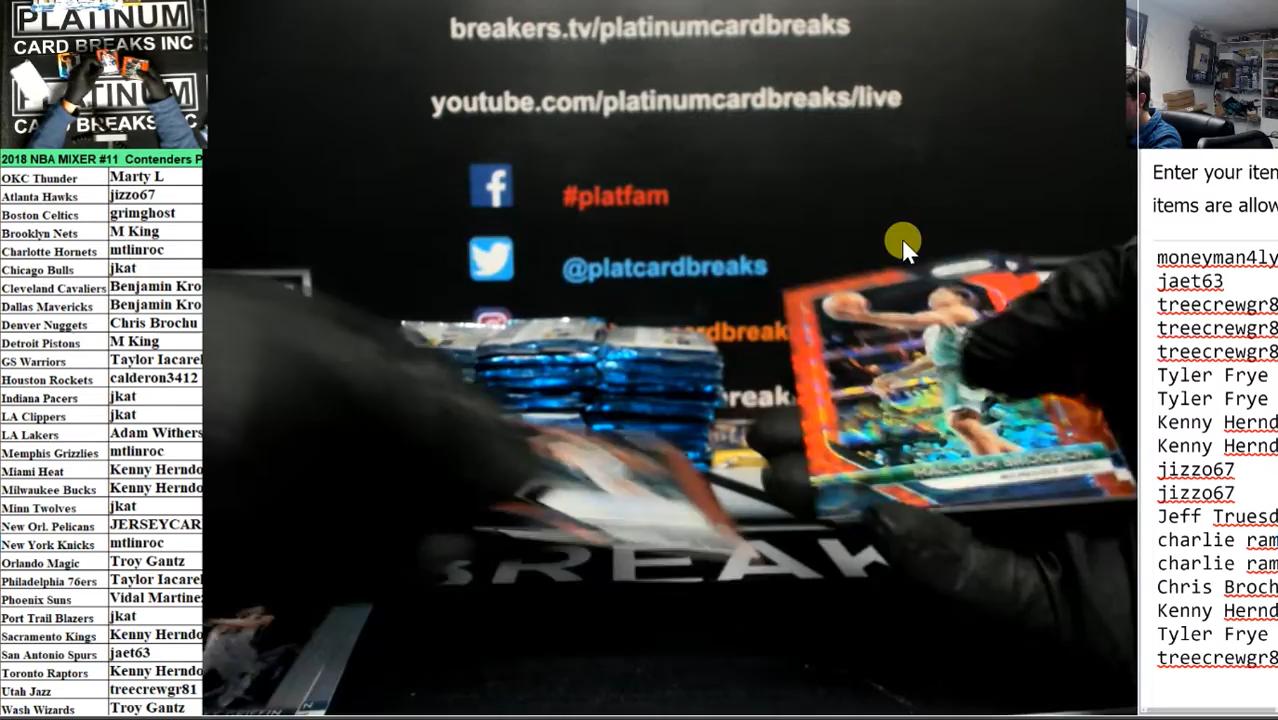 PLATINUM
CARD BREAKS INC
PLATINUM
CARD BREAKS INC
breakers.tv/platinumcardbreaks
youtube.com/platinumcardbreaks/live
#platfam
@platcardbreaks
BREAK
2018 NBA MIXER #11 Contenders P
OKC Thunder Marty L
Atlanta Hawks jizzo67
Boston Celtics grimghost
Brooklyn Nets M King
Charlotte Hornets mtlinroc
Chicago Bulls jkat
Cleveland Cavaliers Benjamin Kro
Dallas Mavericks Benjamin Kro
Denver Nuggets Chris Brochu
Detroit Pistons M King
GS Warriors Taylor Iacarel
Houston Rockets calderon3412
Indiana Pacers jkat
LA Clippers jkat
LA Lakers Adam Withers
Memphis Grizzlies mtlinroc
Miami Heat Kenny Herndo
Milwaukee Bucks Kenny Herndo
Minn Twolves jkat
New Orl. Pelicans JERSEYCAR
New York Knicks mtlinroc
Orlando Magic Troy Gantz
Philadelphia 76ers Taylor Iacarel
Phoenix Suns Vidal Martinez
Port Trail Blazers jkat
Sacramento Kings Kenny Herndo
San Antonio Spurs jaet63
Toronto Raptors Kenny Herndo
Utah Jazz treecrewgr81
Wash Wizards Troy Gantz
Enter your iter
items are allow
moneyman4ly
jaet63
treecrewgr8
treecrewgr8
treecrewgr8
Tyler Frye
Tyler Frye
Kenny Hernd
Kenny Hernd
jizzo67
jizzo67
Jeff Truesd
charlie ram
charlie ram
Chris Broch
Kenny Hernd
Tyler Frye
treecrewgr8